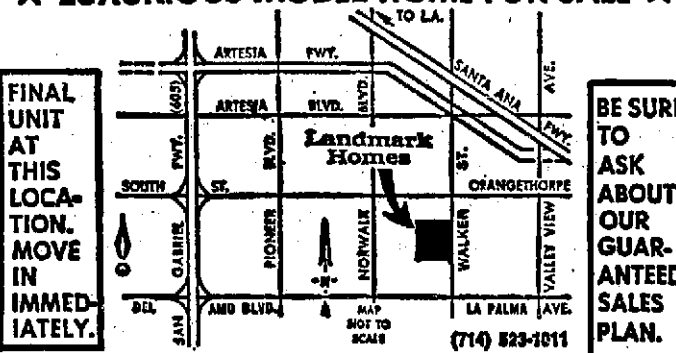 ★ LUXURIOUS MODEL HOME FOR SALE ★
FINAL
UNIT
AT
THIS
LOCA-
TION.
MOVE
IN
IMMED-
IATELY.
TO L.A.
ARTESIA FWY.
SANTA ANA FWY.
AVE.
(605)
ARTESIA BLVD.
BLVD.
Landmark
Homes
FWY.
BLVD.
ST.
SOUTH ST.
ORANGETHORPE
GABRIEL
PIONEER
N
NORWALK
WALKER
VALLEY VIEW
DEL AMO BLVD.
SAN
MAP
NOT TO
SCALE
LA PALMA AVE.
(714) 523-1011
BE SURE
TO
ASK
ABOUT
OUR
GUAR-
ANTEED
SALES
PLAN.